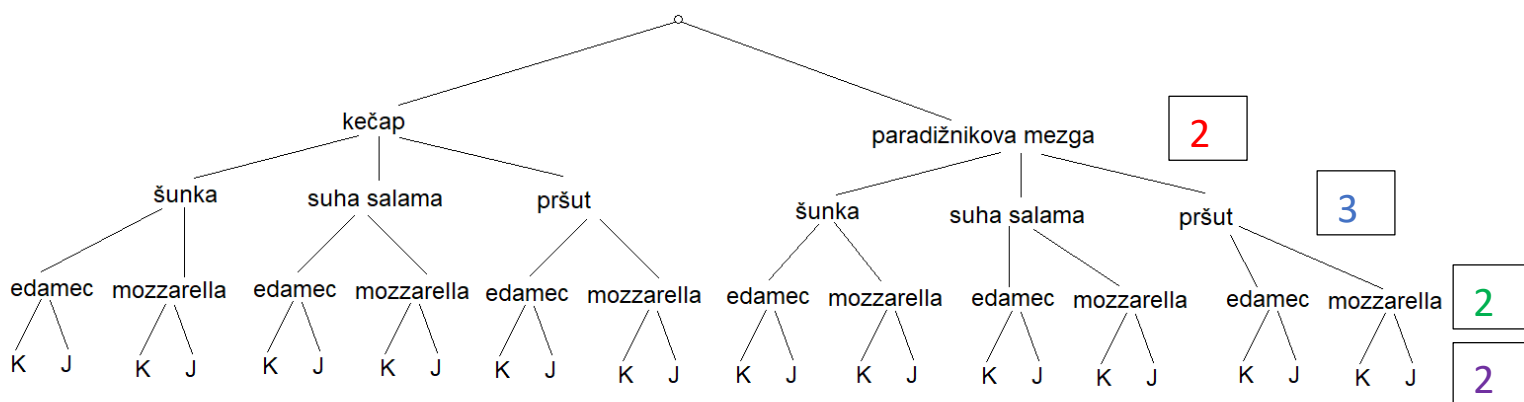 kečap paradižnikova mezga 2
šunka suha salama pršut šunka suha salama pršut 3
edamec mozzarella edamec mozzarella edamec mozzarella edamec mozzarella edamec mozzarella edamec mozzarella 2
K J K J K J K J K J K J K J K J K J K J K J K J 2